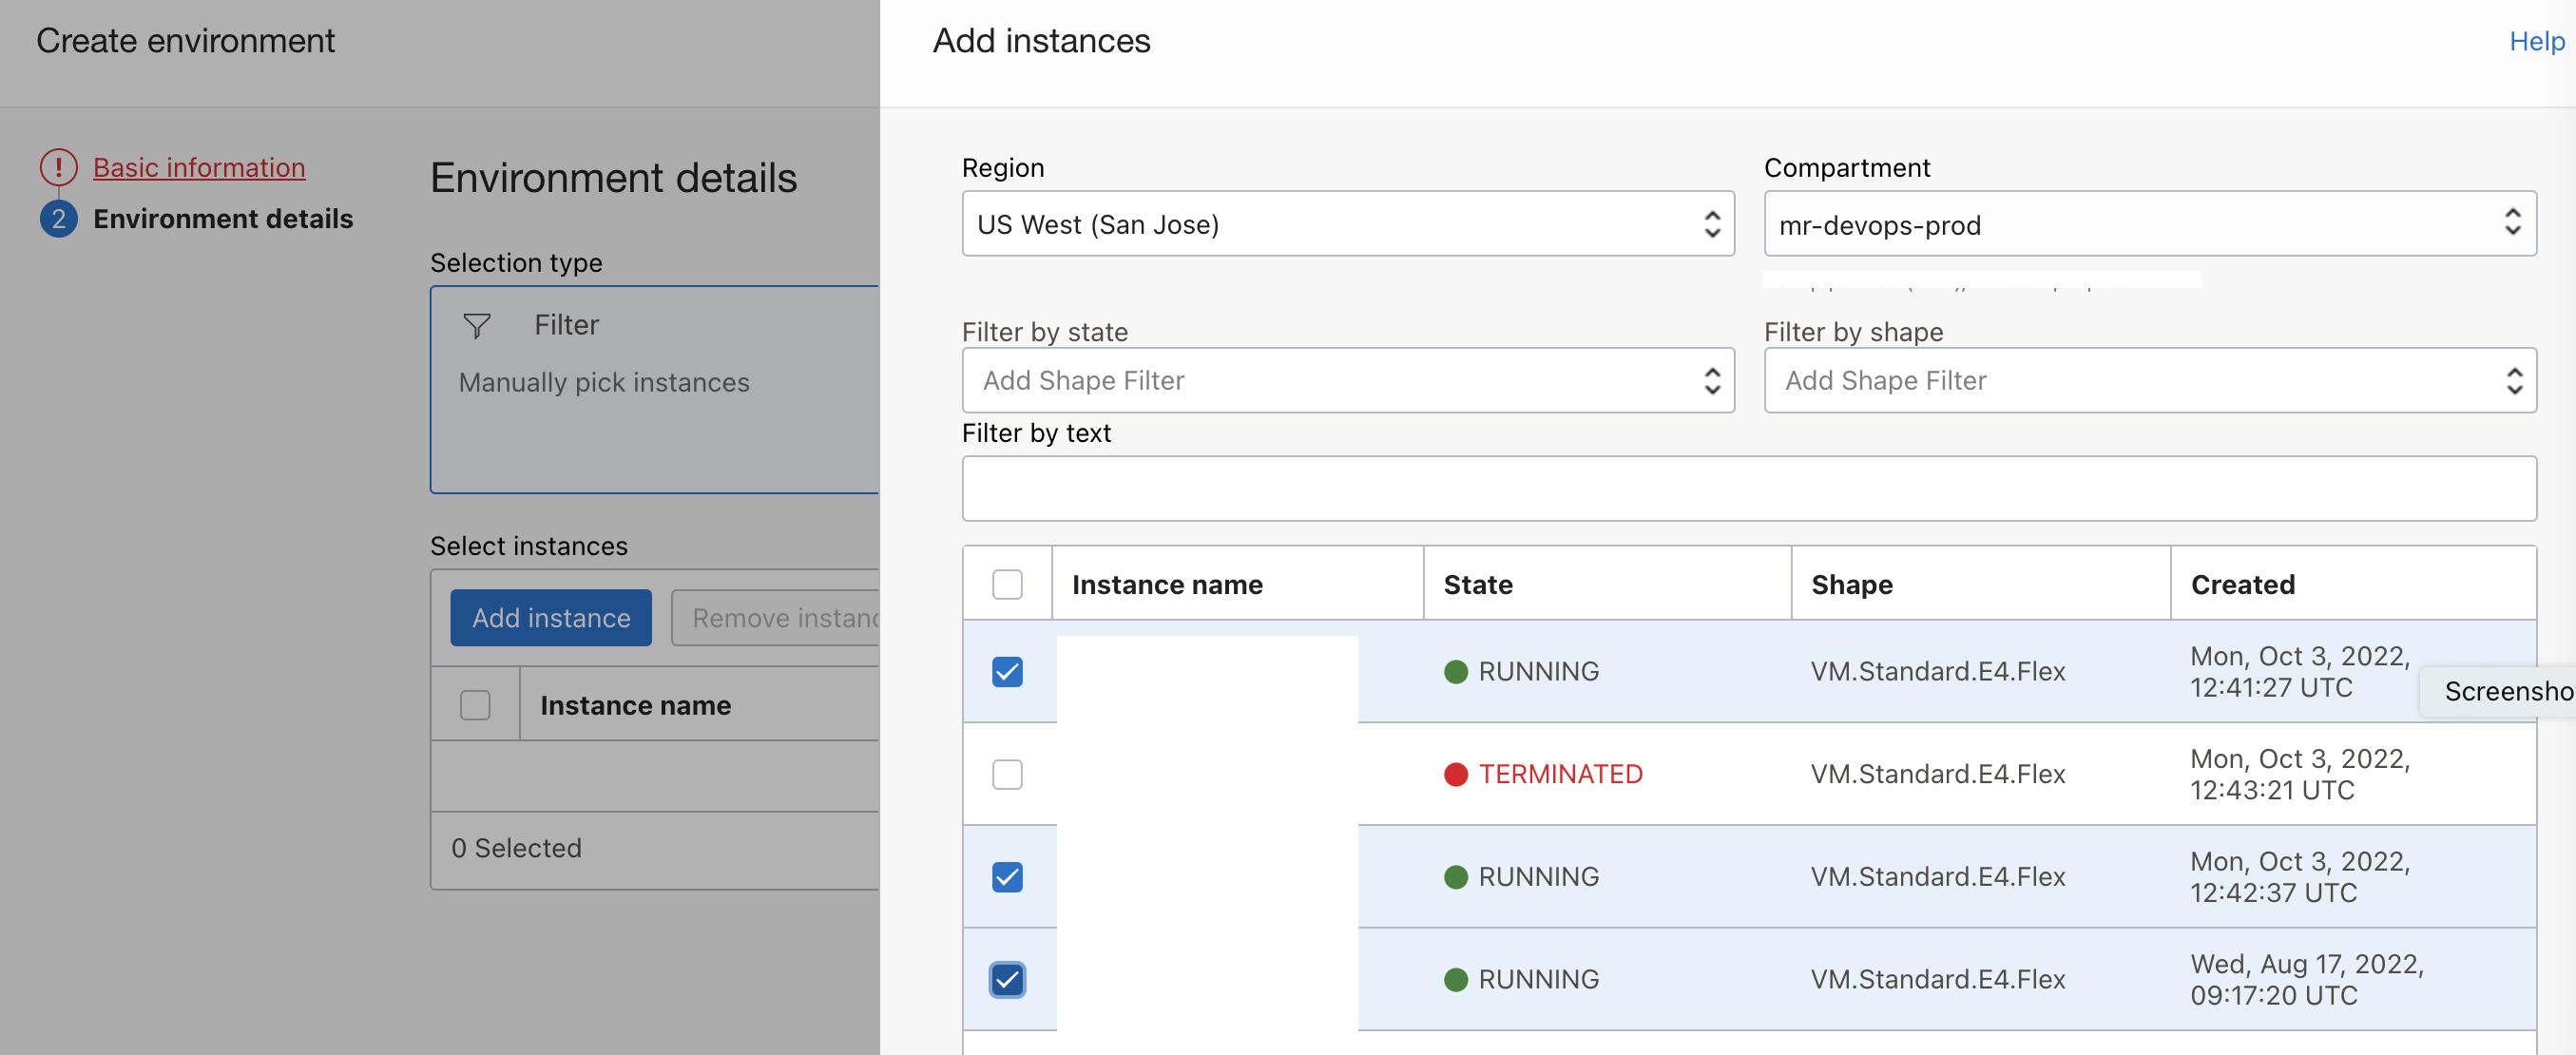 Create environment
Basic information
2 Environment details
Environment details
Selection type
Filter
Manually pick instances
Select instances
Add instance
Instance name
0 Selected
Add instances
Help
Region
Compartment
US West (San Jose)
mr-devops-prod
Filter by state
Filter by shape
Add Shape Filter
Add Shape Filter
Filter by text
Instance name State Shape Created
RUNNING VM.Standard.E4.Flex Mon, Oct 3, 2022,
12:41:27 UTC
TERMINATED VM.Standard.E4.Flex Mon, Oct 3, 2022,
12:43:21 UTC
RUNNING VM.Standard.E4.Flex Mon, Oct 3, 2022,
12:42:37 UTC
RUNNING VM.Standard.E4.Flex Wed, Aug 17, 2022,
09:17:20 UTC
Remove instanc
Screensho